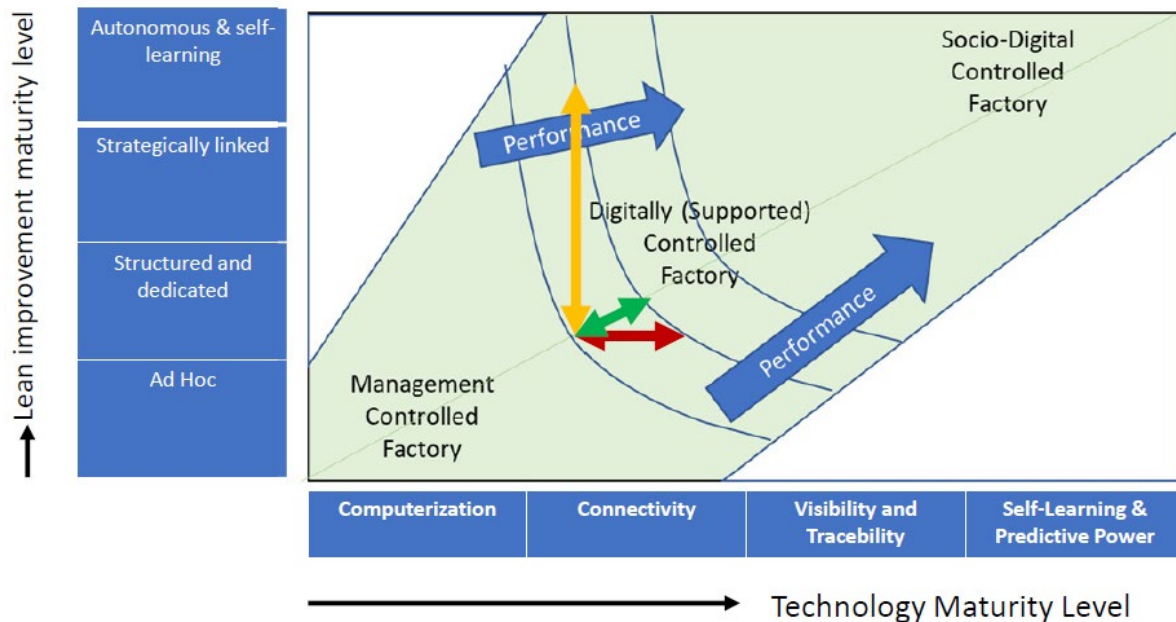 Lean improvement maturity level
Autonomous & self-
learning
Strategically linked
Structured and
dedicated
Ad Hoc
Socio-Digital
Controlled
Factory
Performance
Digitally (Supported)
Controlled
Factory
Performance
Management
Controlled
Factory
Computerization
Connectivity
Visibility and
Tracebility
Self-Learning &
Predictive Power
Technology Maturity Level